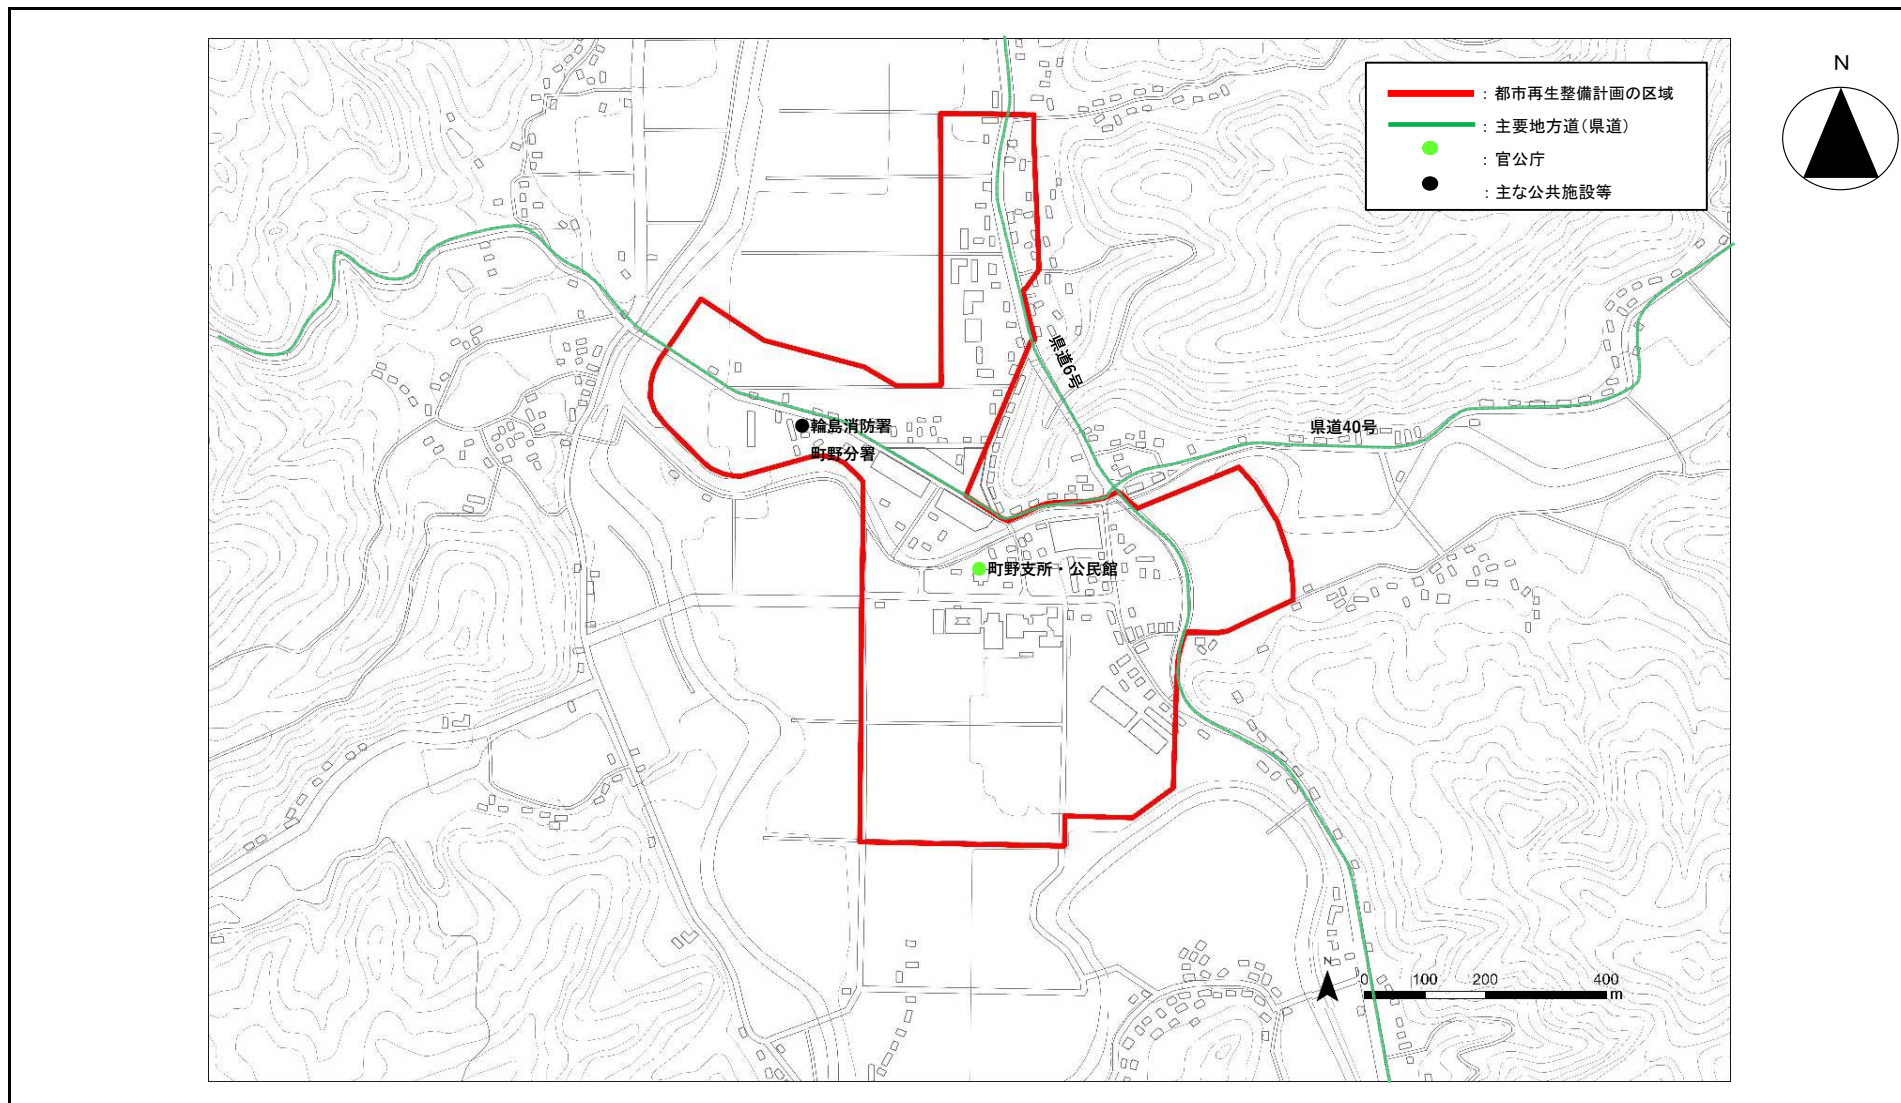 N
：都市再生整備計画の区域
：主要地方道（県道）
：官公庁
：主な公共施設等
県道6号
輪島消防署
町野分署
県道40号
町野支所・公民館
N
0 100 200 400
m